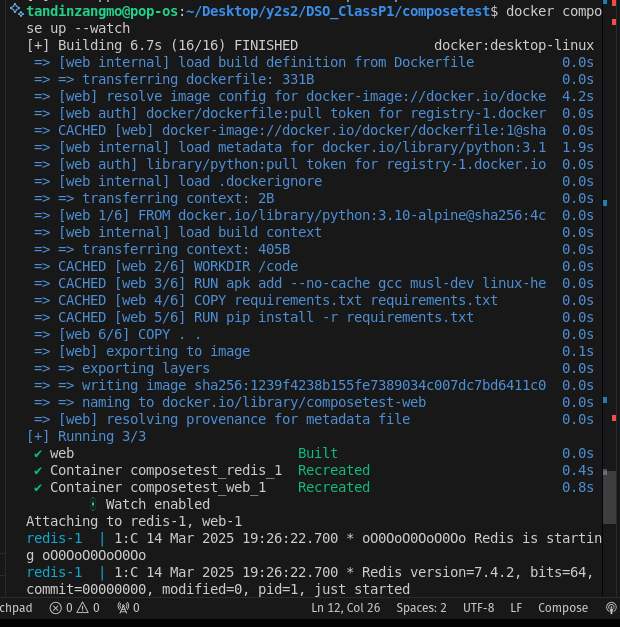 tandinzangmo@pop-os:~/Desktop/y2s2/DSO_ClassP1/composetest$ docker compo
se up --watch
[+] Building 6.7s (16/16) FINISHED docker:desktop-linux
=> [web internal] load build definition from Dockerfile 0.0s
=> => transferring dockerfile: 331B 0.0s
=> [web] resolve image config for docker-image://docker.io/docke 4.2s
=> [web auth] docker/dockerfile:pull token for registry-1.docker 0.0s
=> CACHED [web] docker-image://docker.io/docker/dockerfile:1@sha 0.0s
=> [web internal] load metadata for docker.io/library/python:3.1 1.9s
=> [web auth] library/python:pull token for registry-1.docker.io 0.0s
=> [web internal] load .dockerignore 0.0s
=> => transferring context: 2B 0.0s
=> [web 1/6] FROM docker.io/library/python:3.10-alpine@sha256:4c 0.0s
=> [web internal] load build context 0.0s
=> => transferring context: 405B 0.0s
=> CACHED [web 2/6] WORKDIR /code 0.0s
=> CACHED [web 3/6] RUN apk add --no-cache gcc musl-dev linux-he 0.0s
=> CACHED [web 4/6] COPY requirements.txt requirements.txt 0.0s
=> CACHED [web 5/6] RUN pip install -r requirements.txt 0.0s
=> [web 6/6] COPY . . 0.0s
=> [web] exporting to image 0.1s
=> => exporting layers 0.0s
=> => writing image sha256:1239f4238b155fe7389034c007dc7bd6411c0 0.0s
=> => naming to docker.io/library/composetest-web 0.0s
=> [web] resolving provenance for metadata file 0.0s
[+] Running 3/3
✔ web Built 0.0s
✔ Container composetest_redis_1 Recreated 0.4s
✔ Container composetest_web_1 Recreated 0.8s
Watch enabled
Attaching to redis-1, web-1
redis-1 | 1:C 14 Mar 2025 19:26:22.700 * oO0OoO0OoO0Oo Redis is startin
g oO0OoO0OoO0Oo
redis-1 | 1:C 14 Mar 2025 19:26:22.700 * Redis version=7.4.2, bits=64,
commit=00000000, modified=0, pid=1, just started
chpad 0 0 0 Ln 12, Col 26 Spaces: 2 UTF-8 LF Compose